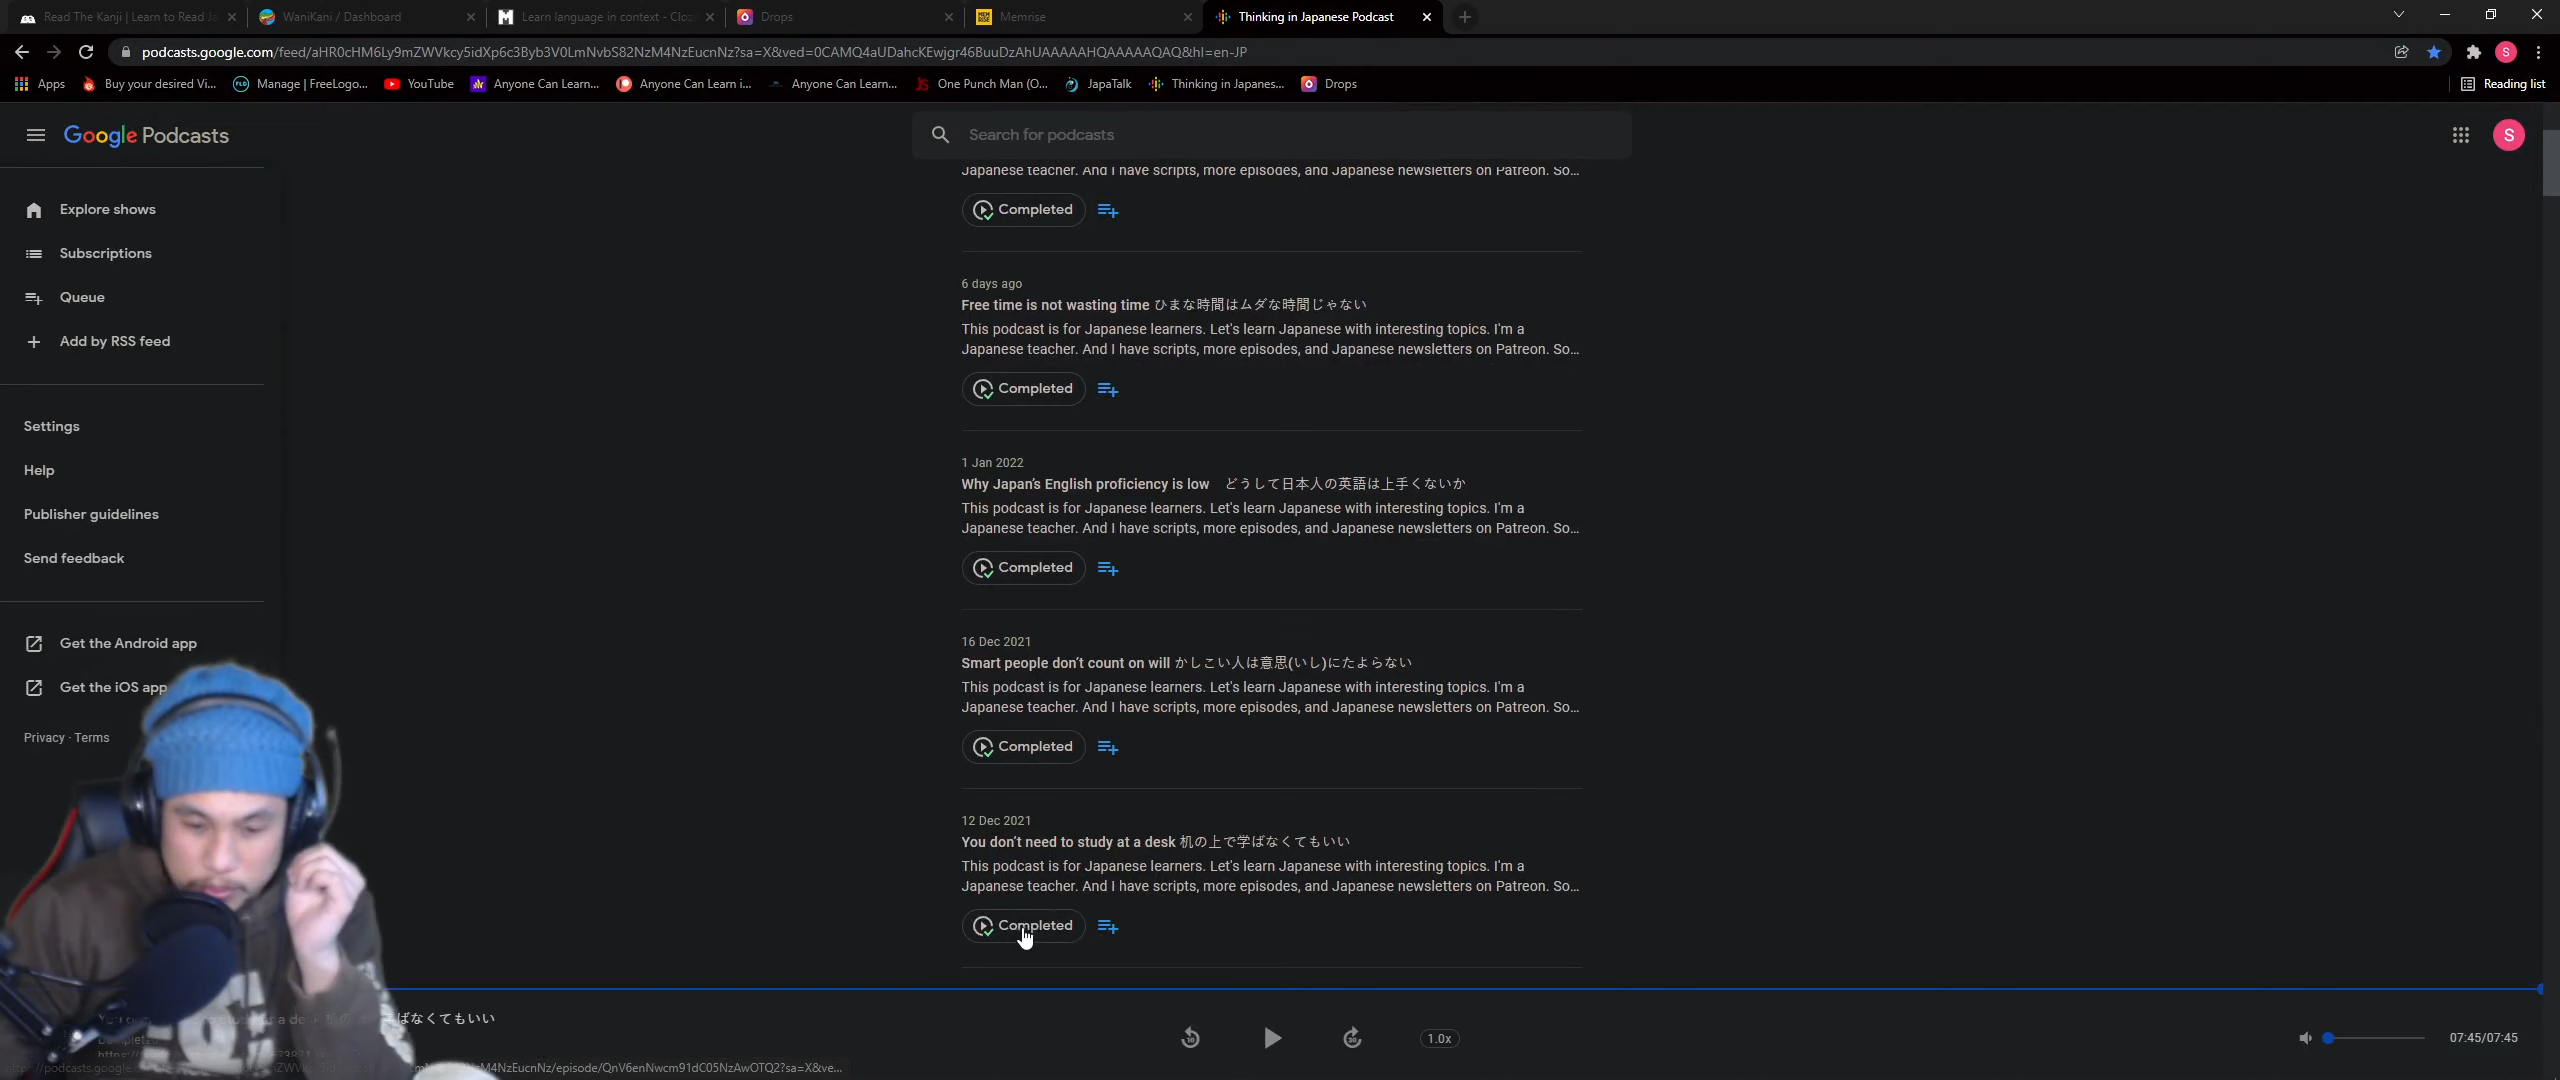 Read The Kanji | Learn to Read Ja
WaniKani / Dashboard
Learn language in context - Cloz
Drops
Memrise
Thinking in Japanese Podcast
podcasts.google.com/feed/aHR0cHM6Ly9mZWVkcy5idXp6c3Byb3V0LmNvbS82NzM4NzEucnNz?sa=X&ved=0CAMQ4aUDahcKEwjgr46BuuDzAhUAAAAAHQAAAAAQAQ&hl=en-JP
Apps
Buy your desired Vi...
Manage | FreeLogo...
YouTube
Anyone Can Learn...
Anyone Can Learn i...
Anyone Can Learn...
One Punch Man (O...
JapaTalk
Thinking in Japanes...
Drops
Reading list
Google Podcasts
Search for podcasts
S
S
Explore shows
Subscriptions
Queue
Add by RSS feed
Settings
Help
Publisher guidelines
Send feedback
Get the Android app
Get the iOS app
Privacy · Terms
Japanese teacher. And I have scripts, more episodes, and Japanese newsletters on Patreon. So...
Completed
6 days ago
Free time is not wasting time ひまな時間はムダな時間じゃない
This podcast is for Japanese learners. Let's learn Japanese with interesting topics. I'm a
Japanese teacher. And I have scripts, more episodes, and Japanese newsletters on Patreon. So...
Completed
1 Jan 2022
Why Japan's English proficiency is low どうして日本人の英語は上手くないか
This podcast is for Japanese learners. Let's learn Japanese with interesting topics. I'm a
Japanese teacher. And I have scripts, more episodes, and Japanese newsletters on Patreon. So...
Completed
16 Dec 2021
Smart people don't count on will かしこい人は意思(いし)にたよらない
This podcast is for Japanese learners. Let's learn Japanese with interesting topics. I'm a
Japanese teacher. And I have scripts, more episodes, and Japanese newsletters on Patreon. So...
Completed
12 Dec 2021
You don't need to study at a desk 机の上で学ばなくてもいい
This podcast is for Japanese learners. Let's learn Japanese with interesting topics. I'm a
Japanese teacher. And I have scripts, more episodes, and Japanese newsletters on Patreon. So...
Completed
ばなくてもいい
10
30
1.0x
07:45/07:45
M4NzEucnNz/episode/QnV6enNwcm91dC05NzAwOTQ2?sa=X&ve...